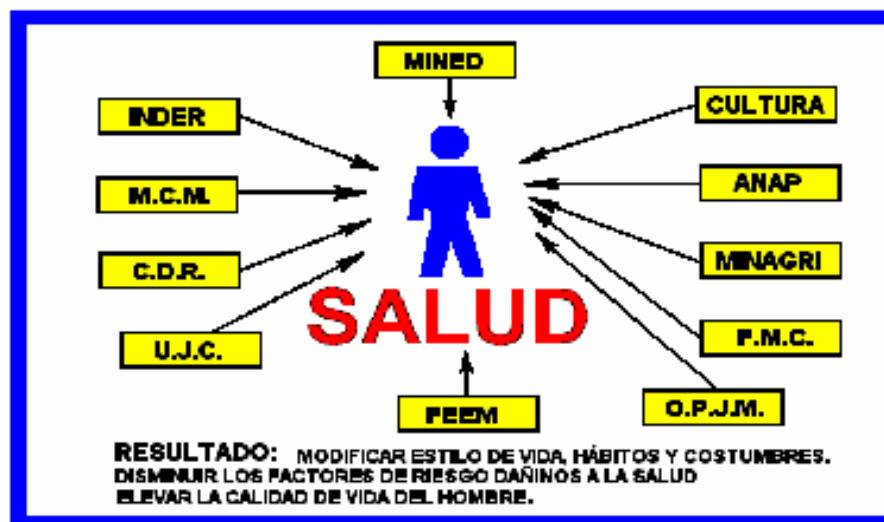 MINED
INDER
CULTURA
M.C.M.
ANAP
C.D.R.
MINAGRI
U.J.C.
F.M.C.
O.P.J.M.
SALUD
FEEM
RESULTADO: MODIFICAR ESTILO DE VIDA, HÁBITOS Y COSTUMBRES.
DISMINUIR LOS FACTORES DE RIESGO DAÑINOS A LA SALUD
ELEVAR LA CALIDAD DE VIDA DEL HOMBRE.